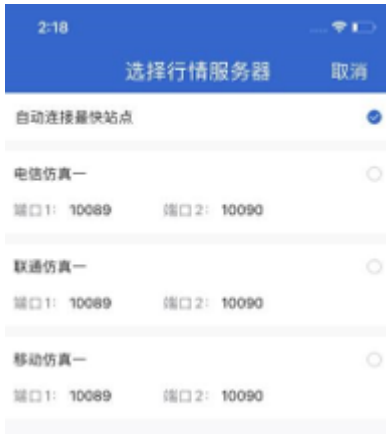 2:18
选择行情服务器 取消
自动连接最快站点
电信仿真一
端口1: 10089 端口2: 10090
联通仿真一
端口1: 10089 端口2: 10090
移动仿真一
端口1: 10089 端口2: 10090